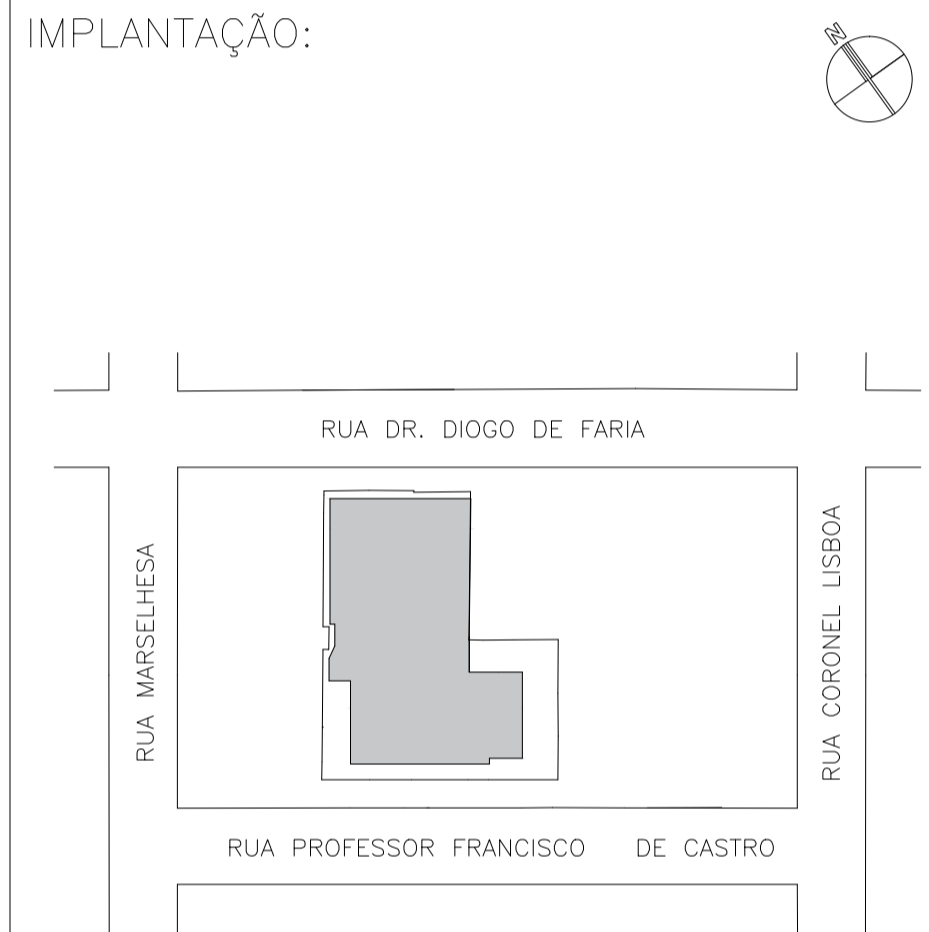 IMPLANTAÇÃO:
N
RUA DR. DIOGO DE FARIA
RUA MARSELHESA
RUA CORONEL LISBOA
RUA PROFESSOR FRANCISCO DE CASTRO